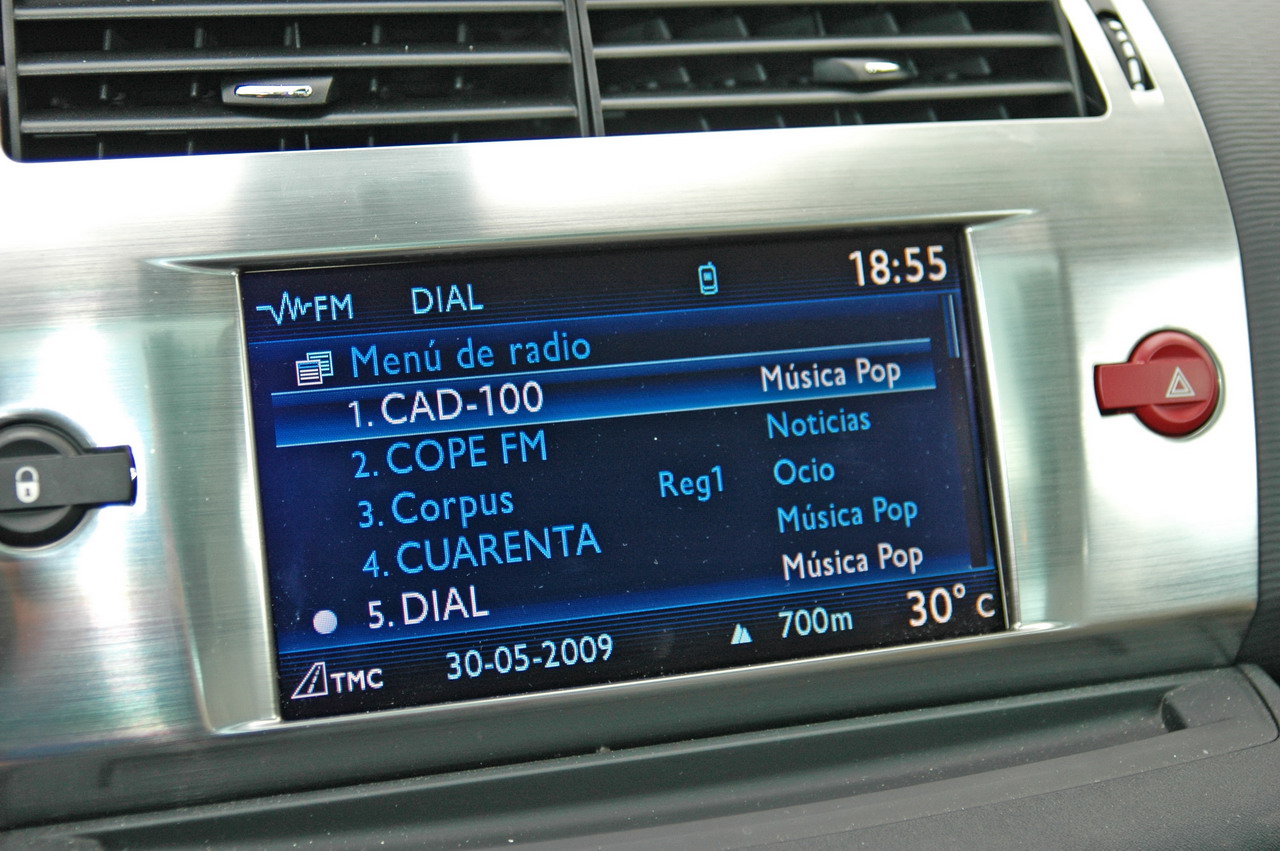 FM DIAL 18:55
Menú de radio
1. CAD-100 Música Pop
2. COPE FM Noticias
3. Corpus Reg1 Ocio
4. CUARENTA Música Pop
5. DIAL Música Pop
TMC 30-05-2009 700m 30° c